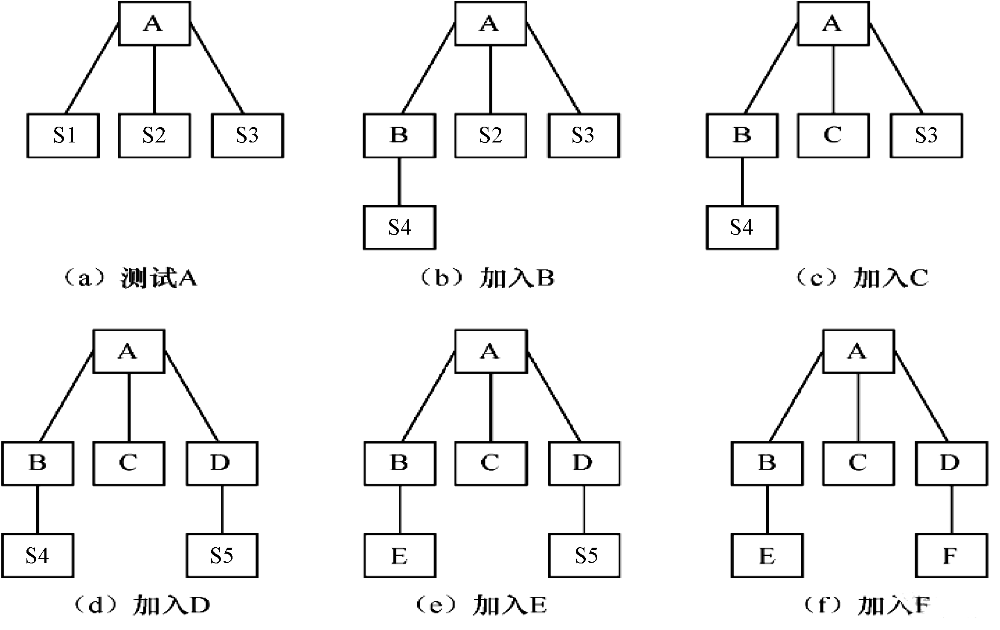 A A A
S1 S2 S3 B S2 S3 B C S3
S4 S4
（a）测试A （b）加入B （c）加入C
A A A
B C D B C D B C D
S4 S5 E S5 E F
（d）加入D （e）加入E （f）加入F